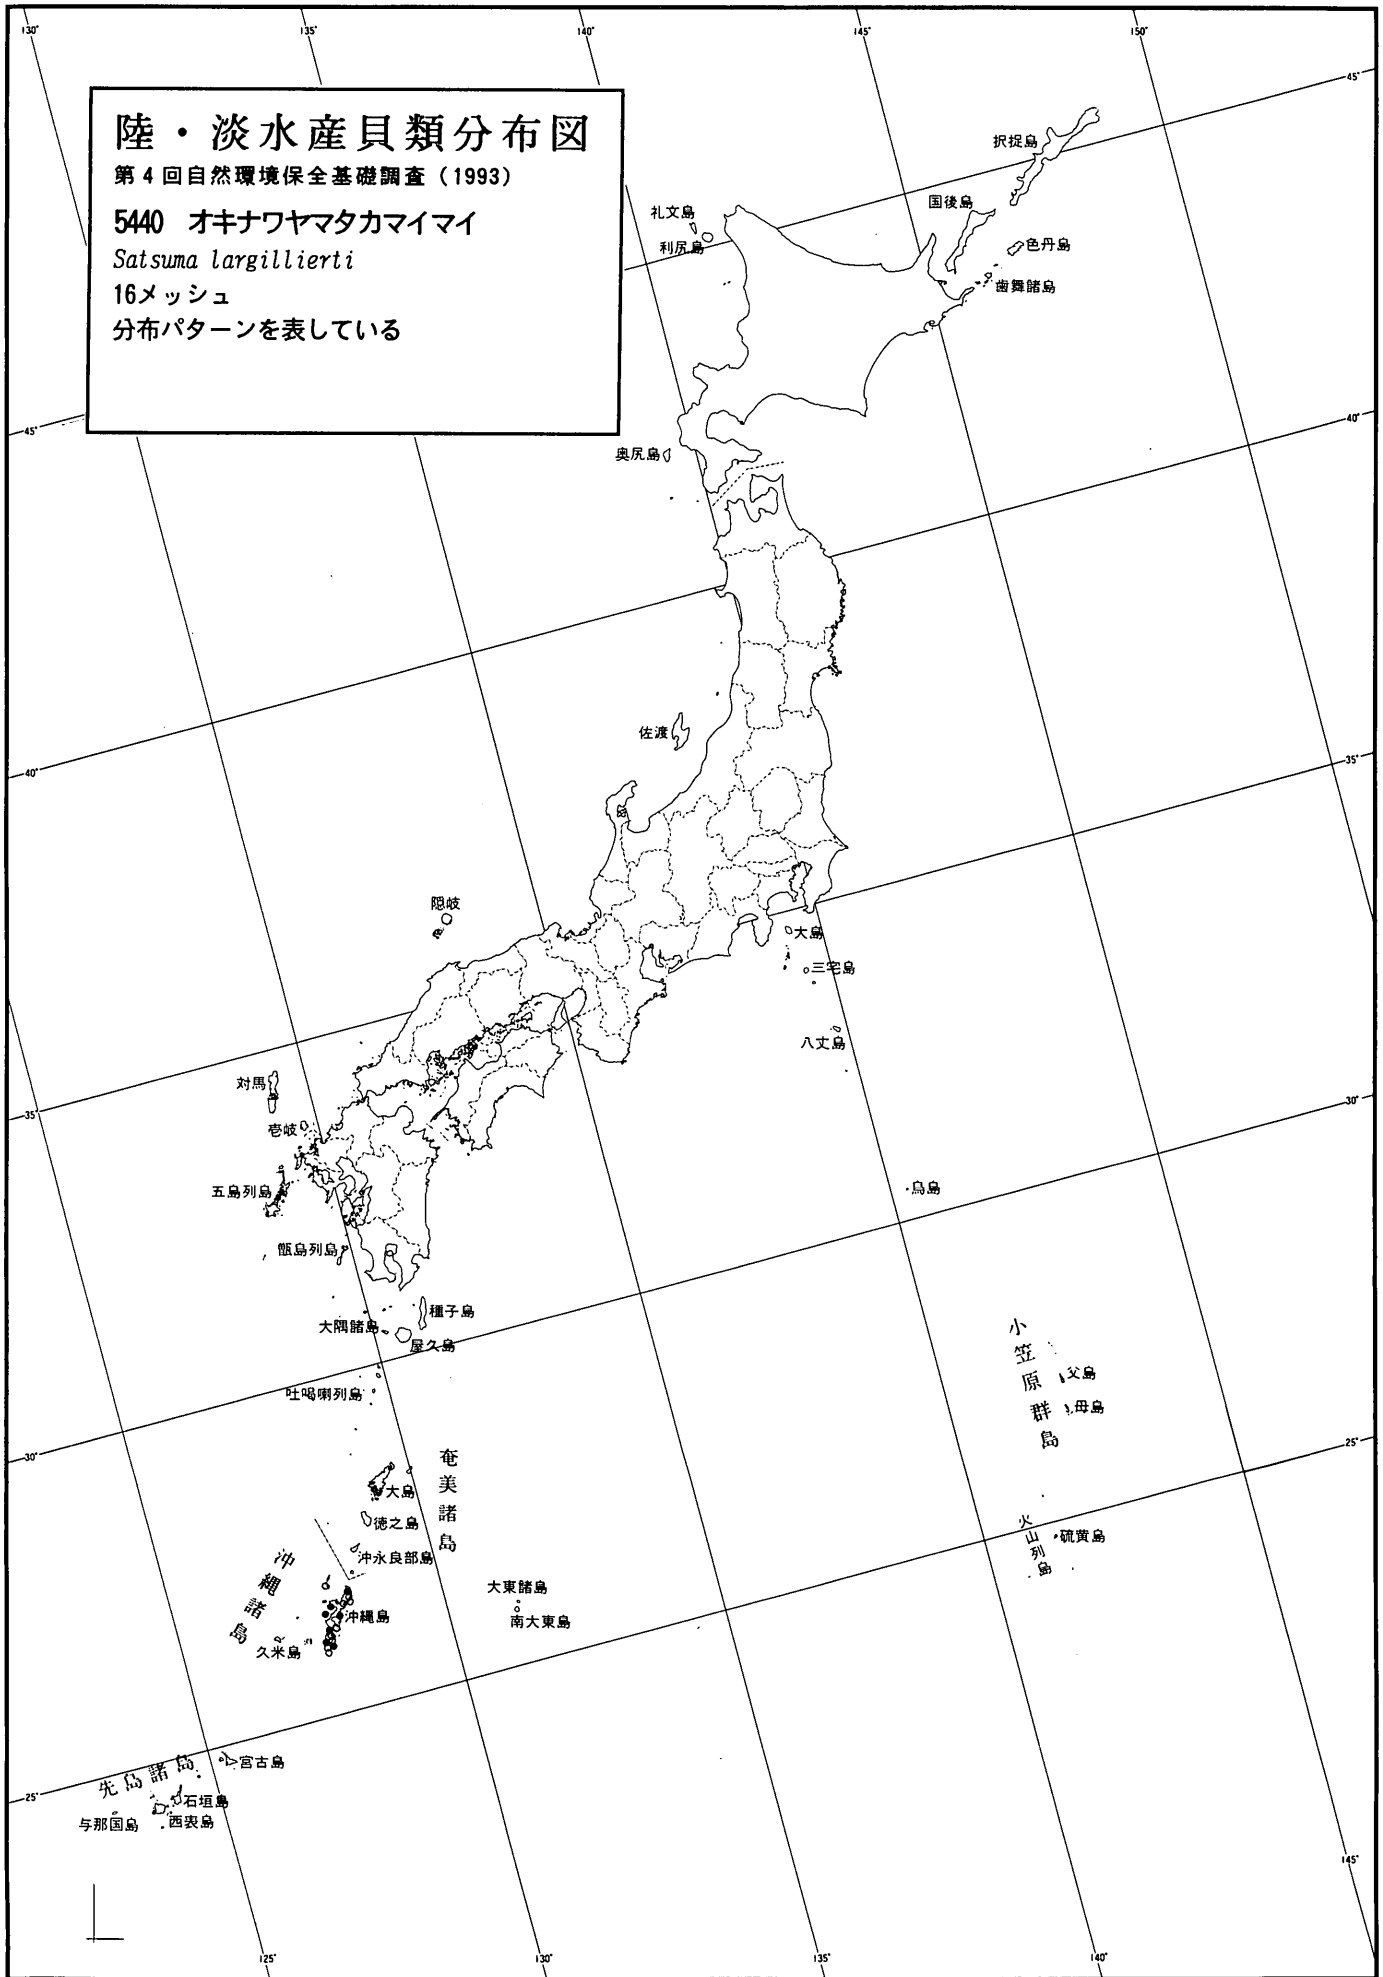 130°
135°
140°
145°
150°
陸・淡水産貝類分布図
第4回自然環境保全基礎調査（1993）
5440 オキナワヤマタカマイマイ
Satsuma largillierti
16メッシュ
分布パターンを表している
45°
択捉島
国後島
礼文島
利尻島
色丹島
歯舞諸島
45°
40°
奥尻島
佐渡
40°
35°
隠岐
大島
三宅島
八丈島
対馬
35°
壱岐
30°
五島列島
鳥島
甑島列島
種子島
大隅諸島
屋久島
吐喝喇列島
小笠原群島
父島
母島
30°
25°
奄美諸島
大島
徳之島
沖永良部島
火山列島
硫黄島
沖縄諸島
沖縄島
久米島
大東諸島
南大東島
先島諸島
宮古島
25°
石垣島
与那国島
西表島
145°
125°
130°
135°
140°